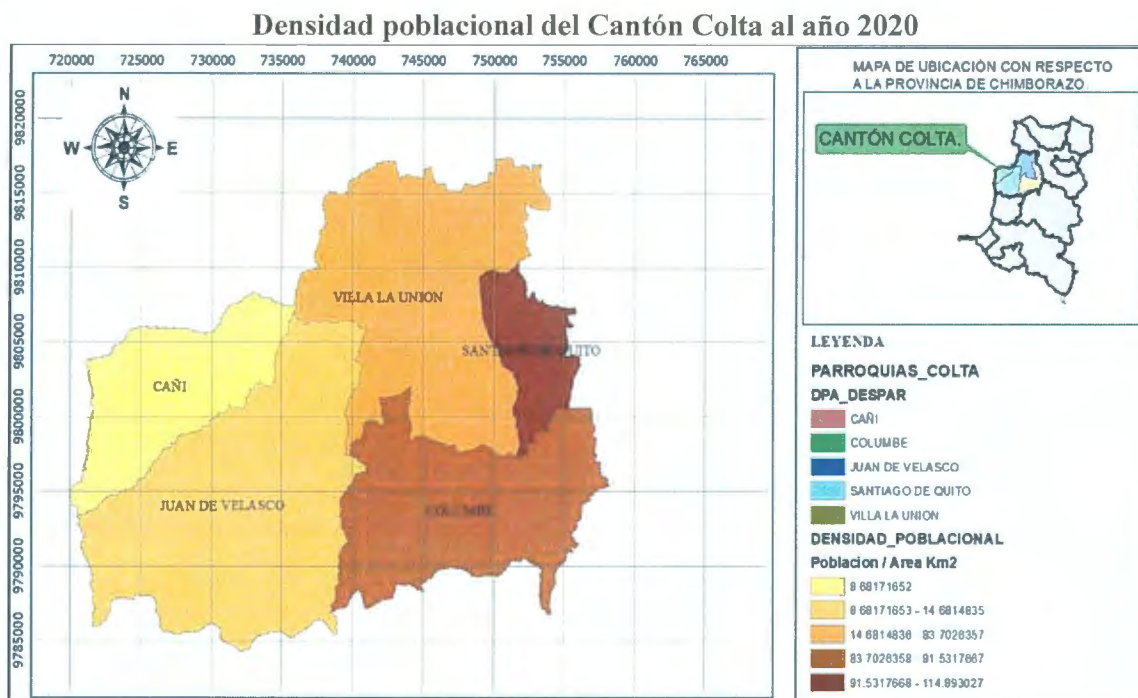 Densidad poblacional del Cantón Colta al año 2020
720000 725000 730000 735000 740000 745000 750000 755000 760000 765000
9820000
9815000
9810000
9805000
9800000
9795000
9790000
9785000
N
W E
S
VILLA LA UNION
CAÑI
QUITO
JUAN DE VELASCO
COLUMBE
MAPA DE UBICACIÓN CON RESPECTO
A LA PROVINCIA DE CHIMBORAZO
CANTÓN COLTA.
LEYENDA
PARROQUIAS_COLTA
DPA_DESPAR
CAÑI
COLUMBE
JUAN DE VELASCO
SANTIAGO DE QUITO
VILLA LA UNION
DENSIDAD_POBLACIONAL
Poblacion / Area Km2
8 68171652
8 68171653 - 14 6814835
14 6814836 83 7026357
83 7026358 91 5317667
91.5317668 - 114.893027